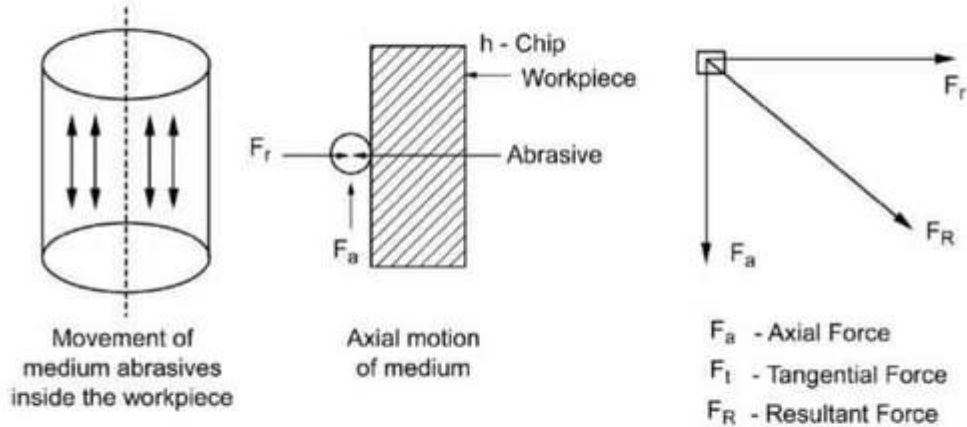 h - Chip
Workpiece
Fr
Abrasive
Fa
Movement of
medium abrasives
inside the workpiece
Axial motion
of medium
Fr
FR
Fa
Fa - Axial Force
Ft - Tangential Force
FR - Resultant Force